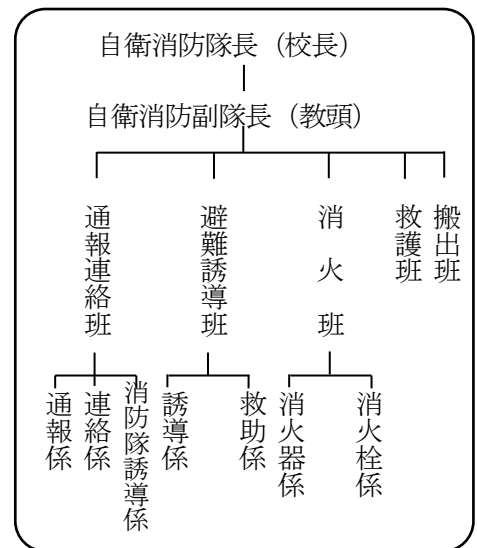 自衛消防隊長（校長）
自衛消防副隊長（教頭）
通報連絡班
避難誘導班
消火班
救護班
搬出班
通報係
連絡係
消防隊誘導係
誘導係
救助係
消火器係
消火栓係